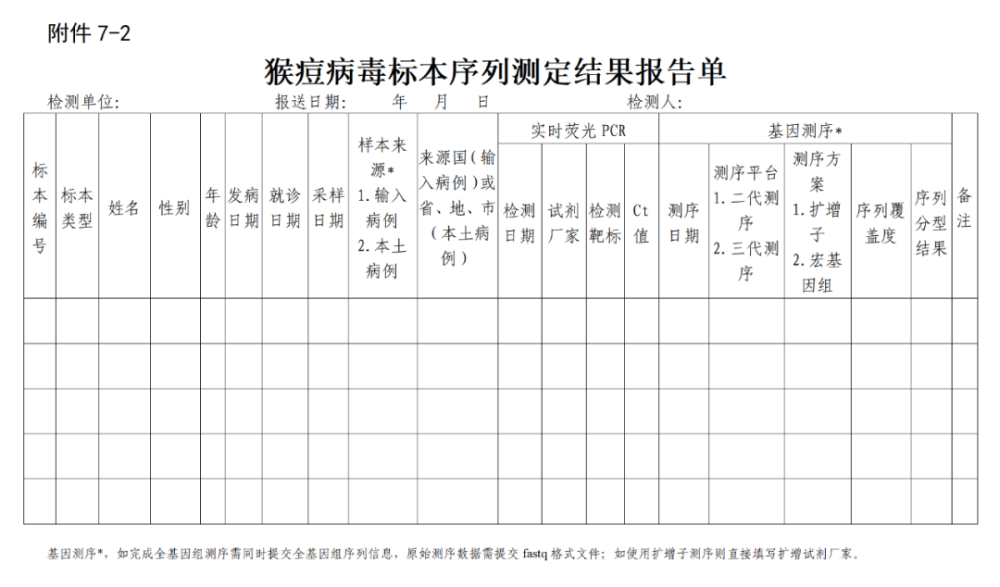 附件 7-2
猴痘病毒标本序列测定结果报告单
检测单位: 报送日期: 年 月 日 检测人:
标本编号
标本类型
姓名
性别
年龄
发病日期
就诊日期
采样日期
样本来源*
1.输入病例
2.本土病例
来源国(输入病例)或省、地、市(本土病例)
实时荧光 PCR
检测日期
试剂厂家
检测靶标
Ct值
基因测序*
测序日期
测序平台
1.二代测序
2.三代测序
测序方案
1.扩增子
2.宏基因组
序列覆盖度
序列分型结果
备注
基因测序*，如完成全基因组测序需同时提交全基因组序列信息，原始测序数据需提交 fastq 格式文件；如使用扩增子测序则直接填写扩增试剂厂家。